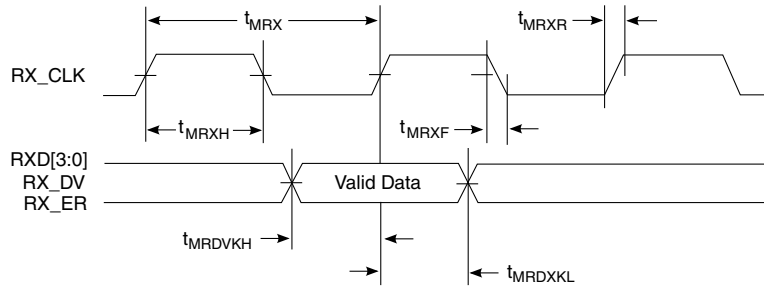 tMRX
tMRXR
RX_CLK
tMRXH
tMRXF
RXD[3:0]
RX_DV
RX_ER
Valid Data
tMRDVKH
tMRDXKL